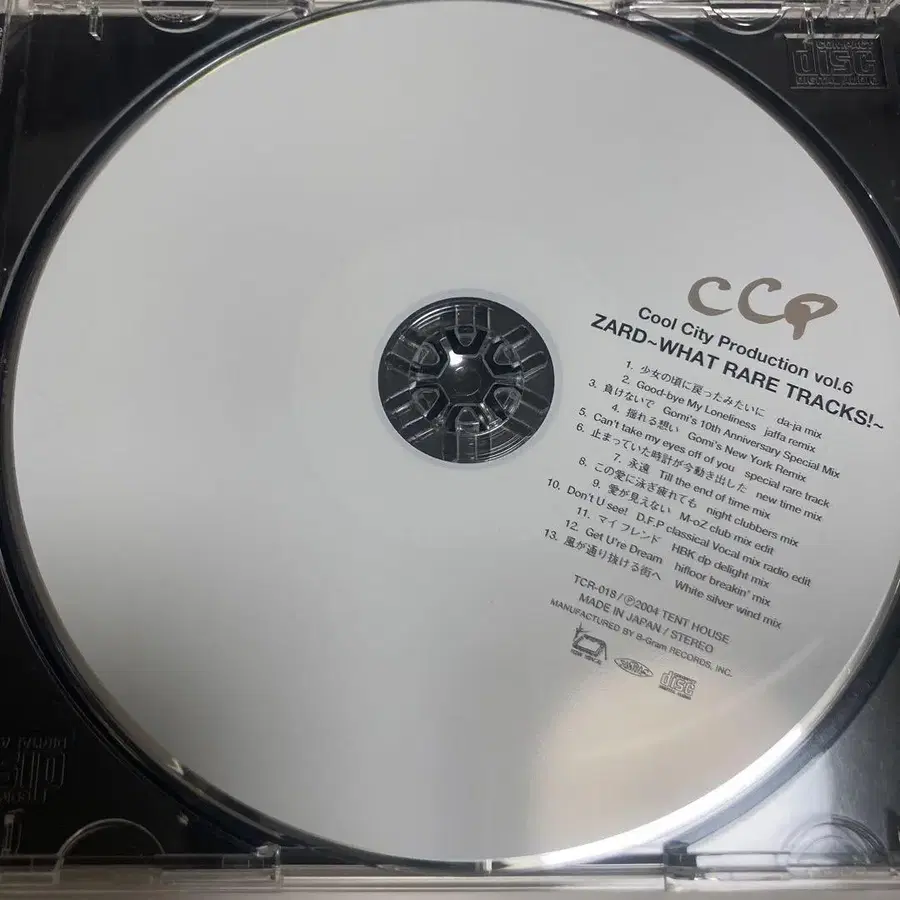 COMPACT
disc
DIGITAL AUDIO
CCP
Cool City Production vol.6
ZARD~WHAT RARE TRACKS!~
1. 少女の頃に戻ったみたいに da-ja mix
2. Good-bye My Loneliness jaffa remix
3. 負けないで Gomi's 10th Anniversary Special Mix
4. 揺れる想い Gomi's New York Remix
5. Can't take my eyes off of you special rare track
6. 止まっていた時計が今動き出した new time mix
7. 永遠 Till the end of time mix
8. この愛に泳ぎ疲れても night clubbers mix
9. 愛が見えない M-oZ club mix edit
10. Don't U see! D.F.P classical Vocal mix radio edit
11. マイ フレンド HBK dp delight mix
12. Get U're Dream hifloor breakin' mix
13. 風が通り抜ける街へ White silver wind mix
TCR-018 / Ⓟ2004 TENT HOUSE
MADE IN JAPAN / STEREO
MANUFACTURED BY B-Gram RECORDS, INC.
disc